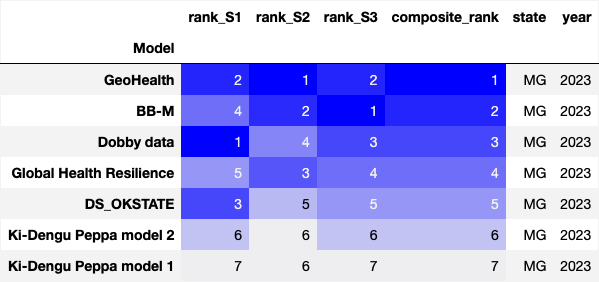 rank_S1 rank_S2 rank_S3 composite_rank state year
Model
GeoHealth 2 1 2 1 MG 2023
BB-M 4 2 1 2 MG 2023
Dobby data 1 4 3 3 MG 2023
Global Health Resilience 5 3 4 4 MG 2023
DS_OKSTATE 3 5 5 5 MG 2023
Ki-Dengu Peppa model 2 6 6 6 6 MG 2023
Ki-Dengu Peppa model 1 7 6 7 7 MG 2023